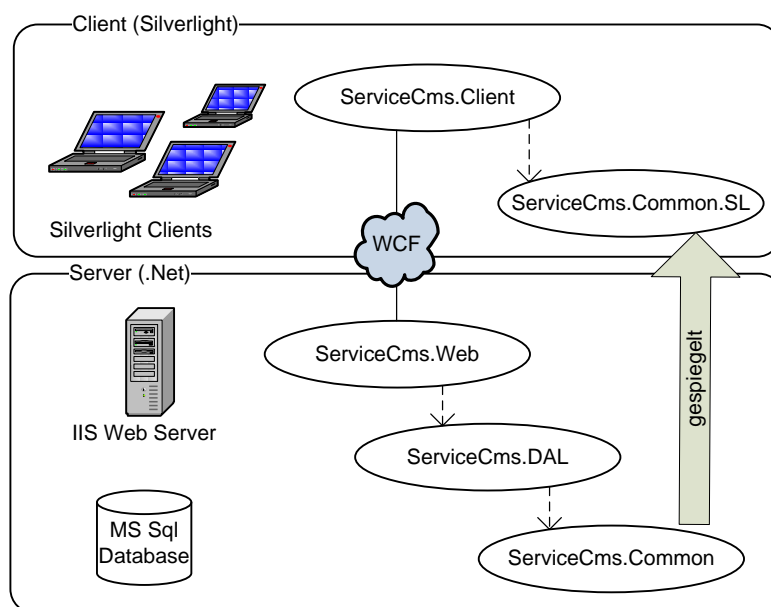 Client (Silverlight)
ServiceCms.Client
ServiceCms.Common.SL
Silverlight Clients
WCF
Server (.Net)
ServiceCms.Web
gespiegelt
IIS Web Server
ServiceCms.DAL
MS Sql
Database
ServiceCms.Common